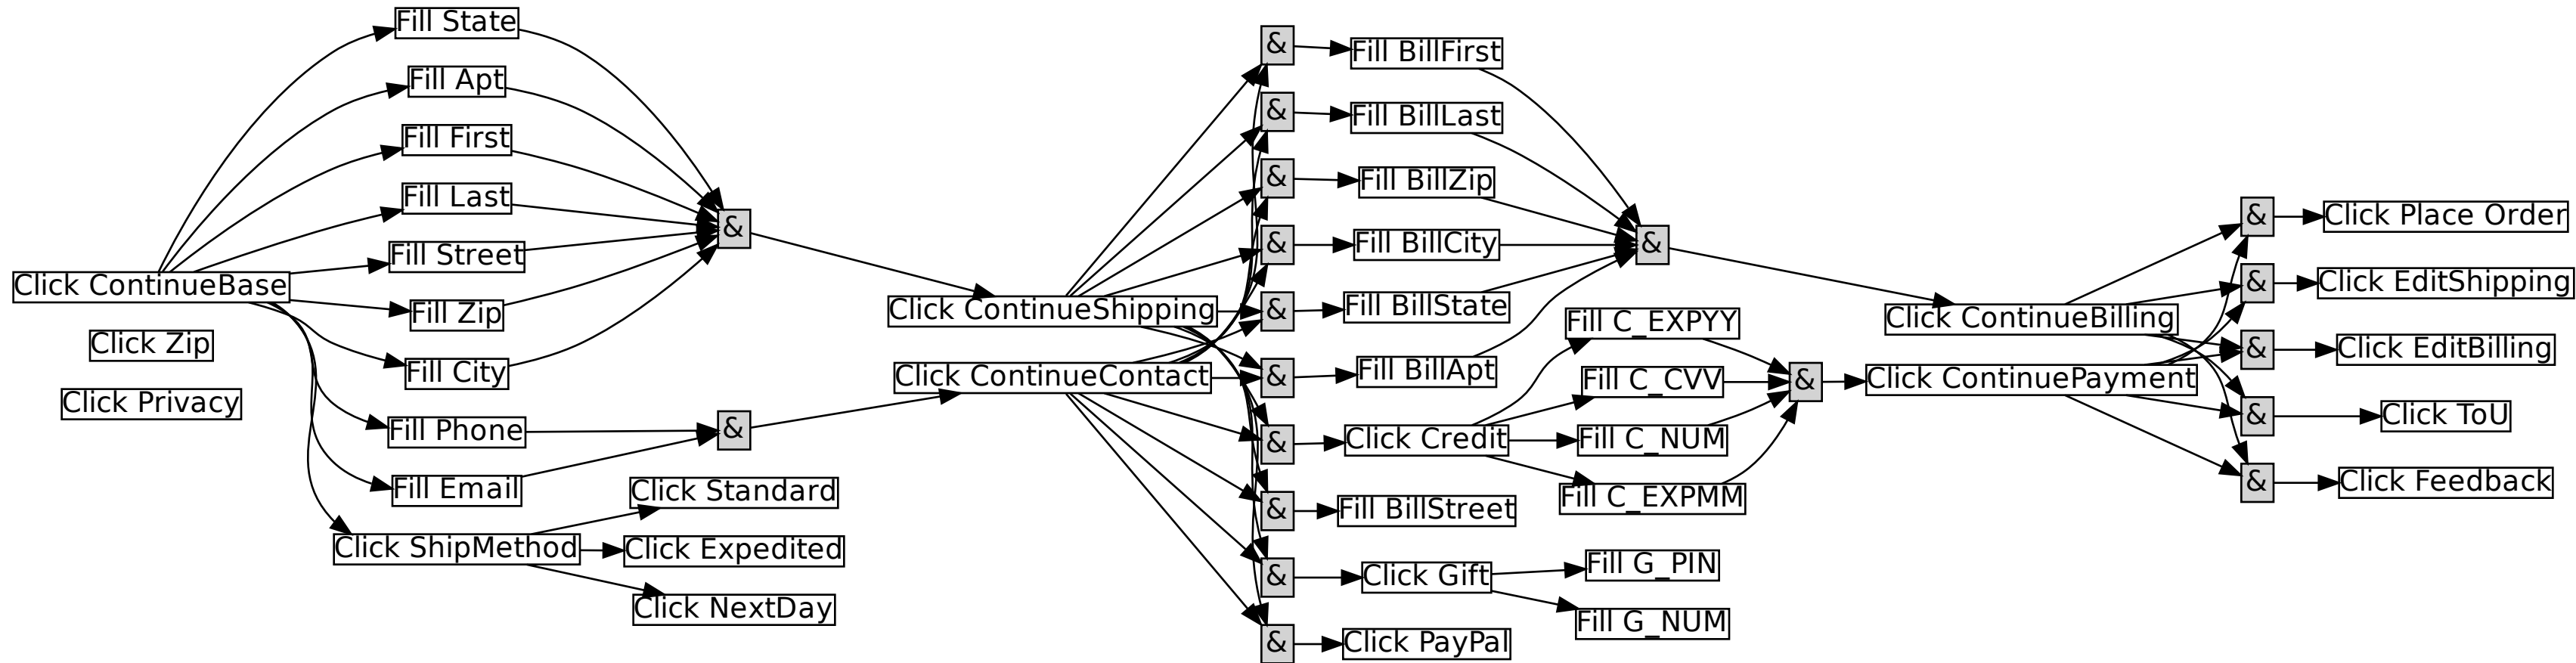 Click ContinueBase
Click Zip
Click Privacy
Fill State
Fill Apt
Fill First
Fill Last
Fill Street
Fill Zip
Fill City
Fill Phone
Fill Email
Click ShipMethod
Click Standard
Click Expedited
Click NextDay
&
&
Click ContinueShipping
Click ContinueContact
&
&
&
&
&
&
&
&
&
&
Fill BillFirst
Fill BillLast
Fill BillZip
Fill BillCity
Fill BillState
Fill BillApt
Click Credit
Fill BillStreet
Click Gift
Click PayPal
&
Fill C_EXPYY
Fill C_CVV
Fill C_NUM
Fill C_EXPMM
Fill G_PIN
Fill G_NUM
&
Click ContinueBilling
Click ContinuePayment
&
&
&
&
&
Click Place Order
Click EditShipping
Click EditBilling
Click ToU
Click Feedback